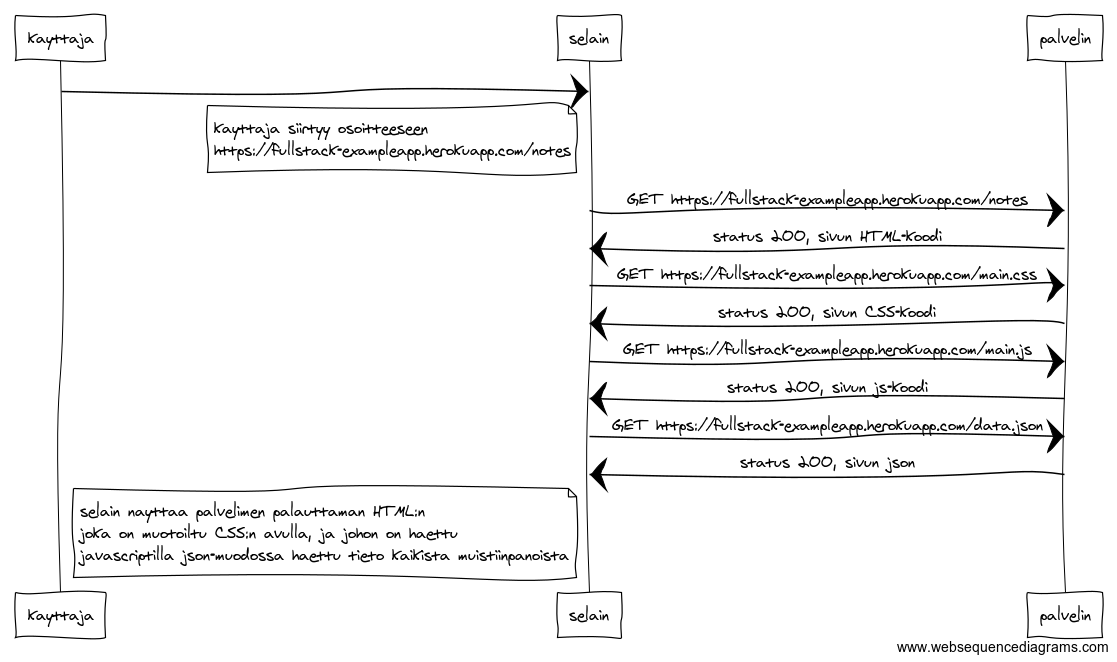 kayttaja
selain
palvelin
kayttaja siirtyy osoitteeseen
https://fullstack-exampleapp.herokuapp.com/notes
GET https://fullstack-exampleapp.herokuapp.com/notes
status 200, sivun HTML-koodi
GET https://fullstack-exampleapp.herokuapp.com/main.css
status 200, sivun CSS-koodi
GET https://fullstack-exampleapp.herokuapp.com/main.js
status 200, sivun js-koodi
GET https://fullstack-exampleapp.herokuapp.com/data.json
status 200, sivun json
selain nayttaa palvelimen palauttaman HTML:n
joka on muotoiltu CSS:n avulla, ja johon on haettu
javascriptilla json-muodossa haettu tieto kaikista muistiinpanoista
kayttaja
selain
palvelin
www.websequencediagrams.com